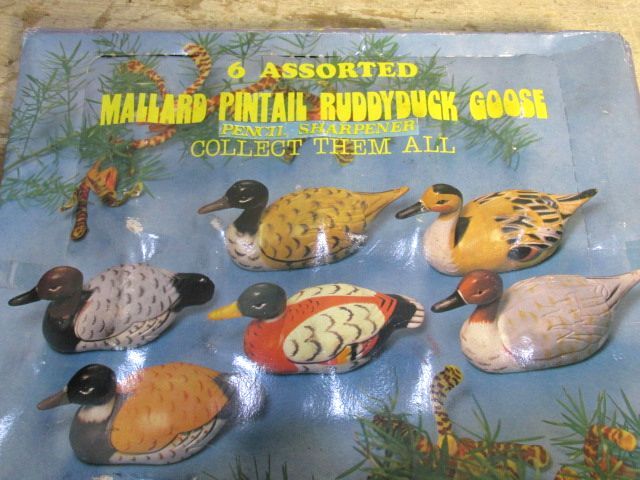 6 ASSORTED
MALLARD PINTAIL RUDDYDUCK GOOSE
PENCIL SHARPENER
COLLECT THEM ALL